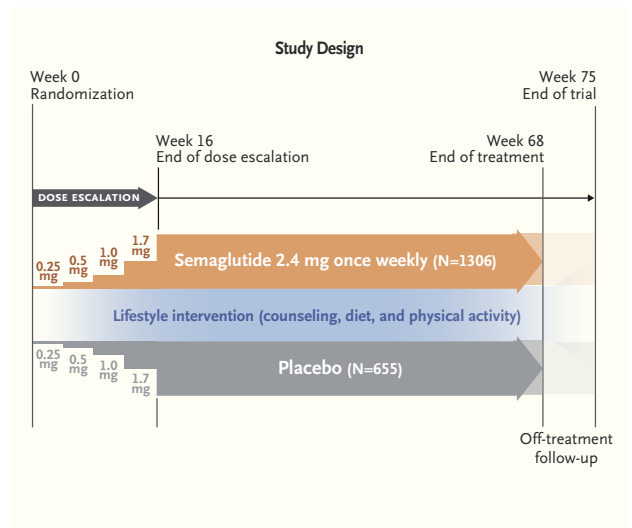 Study Design
Week 0
Randomization
Week 75
End of trial
Week 16
End of dose escalation
Week 68
End of treatment
DOSE ESCALATION
0.25
mg
0.5
mg
1.0
mg
1.7
mg
Semaglutide 2.4 mg once weekly (N=1306)
Lifestyle intervention (counseling, diet, and physical activity)
0.25
mg
0.5
mg
1.0
mg
1.7
mg
Placebo (N=655)
Off-treatment
follow-up